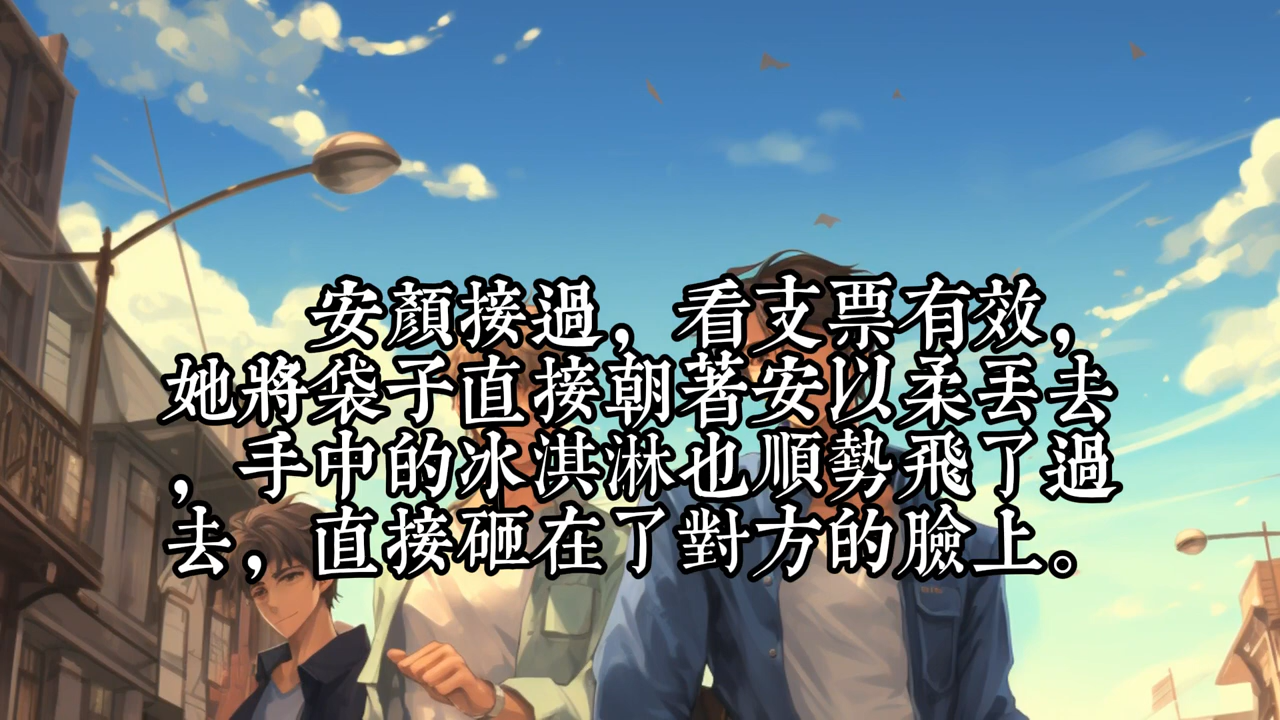 安顏接過，看支票有效，
她將袋子直接朝著安以柔丟去
，手中的冰淇淋也順勢飛了過
去，直接砸在了對方的臉上。